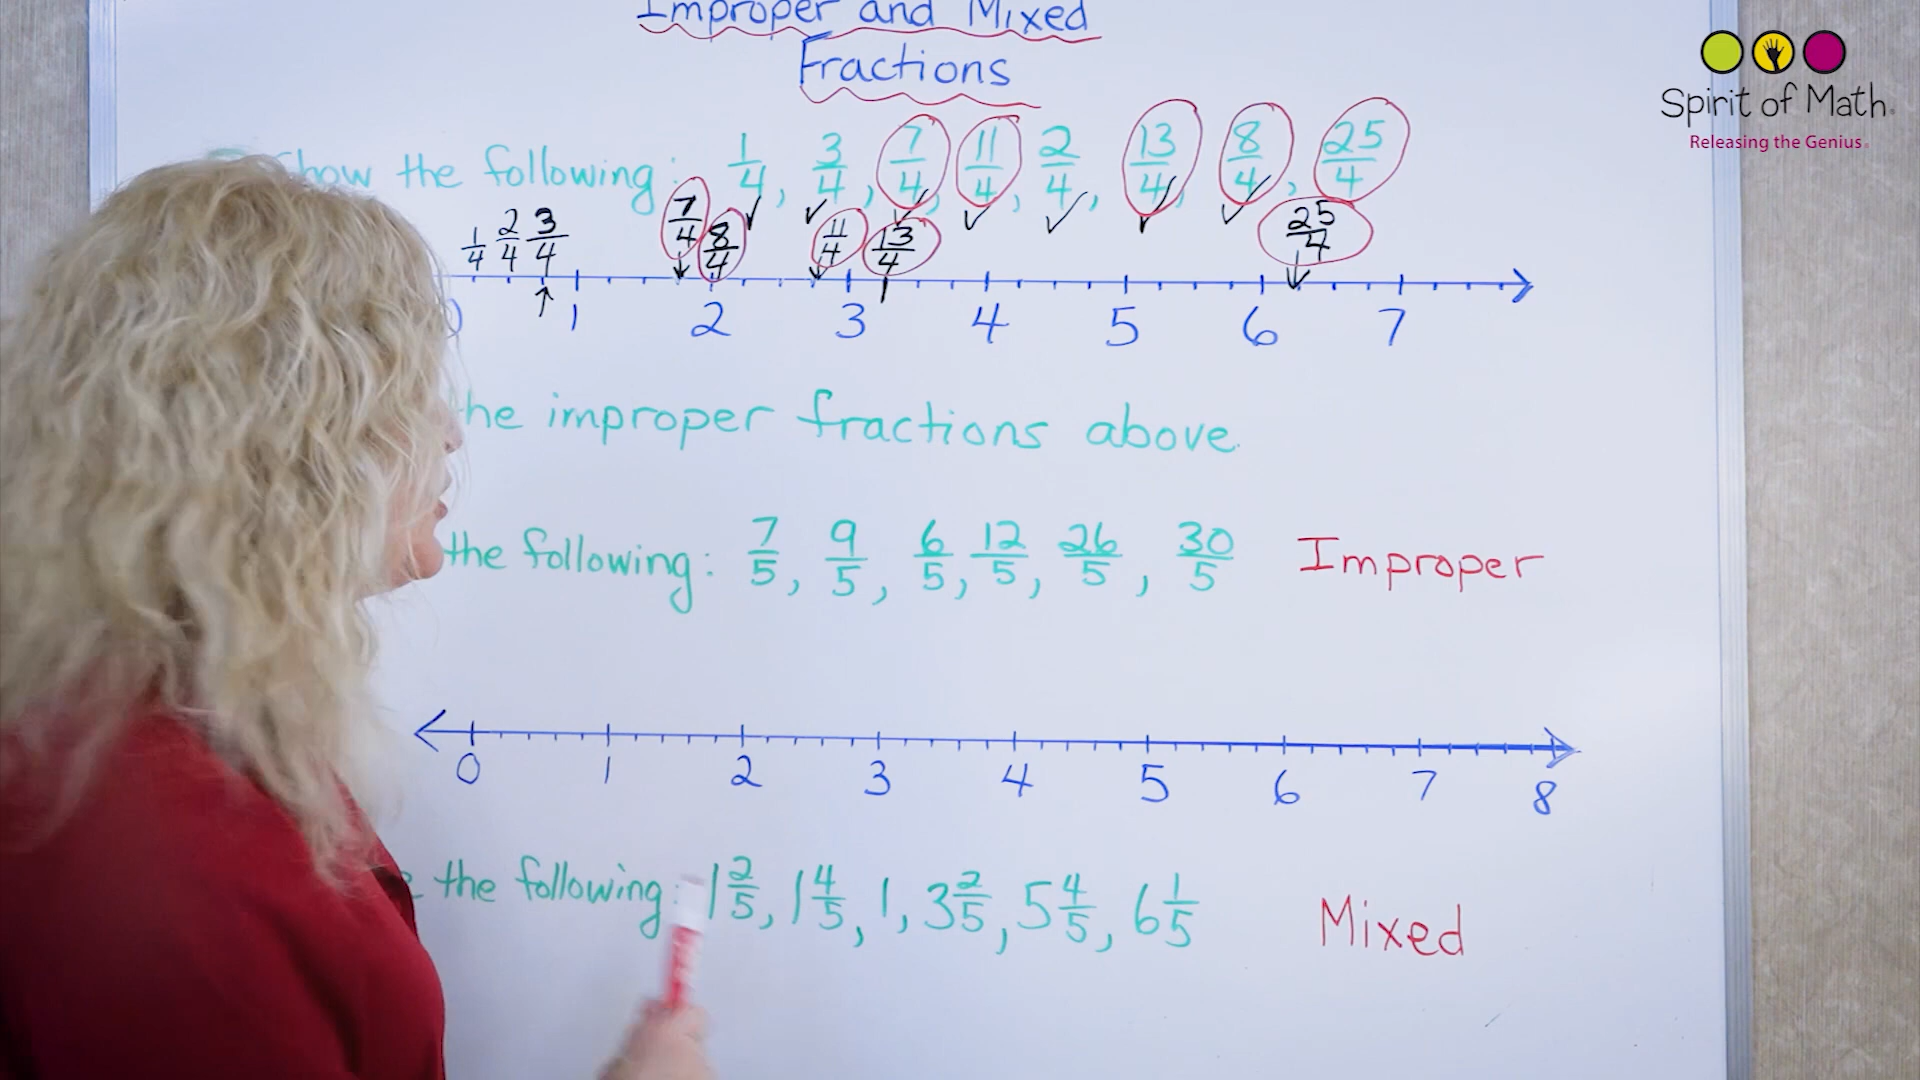 Improper and Mixed
Fractions
Spirit of Math
Releasing the Genius
the following: 1/4, 3/4, 7/4, 11/4, 2/4, 13/4, 8/4, 25/4
1/4 2/4 3/4 7/4 8/4 11/4 13/4 25/4
1 2 3 4 5 6 7
improper fractions above.
the following: 7/5, 9/5, 6/5, 12/5, 26/5, 30/5 Improper
0 1 2 3 4 5 6 7 8
the following: 1 2/5, 1 4/5, 1, 3 2/5, 5 4/5, 6 1/5 Mixed